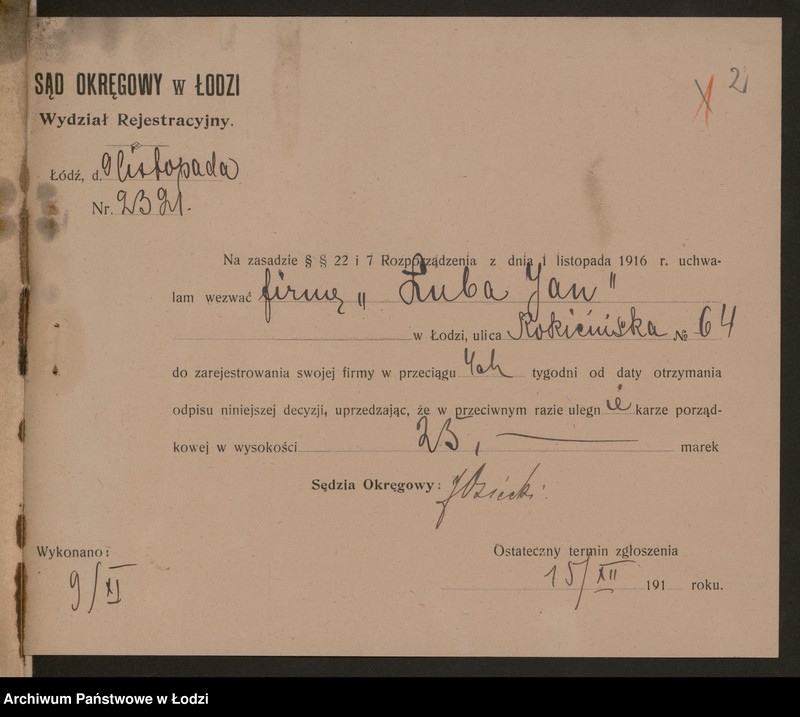 2
SĄD OKRĘGOWY W ŁODZI
Wydział Rejestracyjny.
Łódź, d. 9 listopada
Nr. 2321.
Na zasadzie § § 22 i 7 Rozporządzenia z dnia 1 listopada 1916 r. uchwa-
lam wezwać firmę „Luba Jan"
w Łodzi, ulica Rokicińska № 64
do zarejestrowania swojej firmy w przeciągu 4ch tygodni od daty otrzymania
odpisu niniejszej decyzji, uprzedzając, że w przeciwnym razie ulegnie karze porząd-
kowej w wysokości 23, — marek
Sędzia Okręgowy:
Wykonano:
Ostateczny termin zgłoszenia
9/XI
15/XII 191 roku.
Archiwum Państwowe w Łodzi